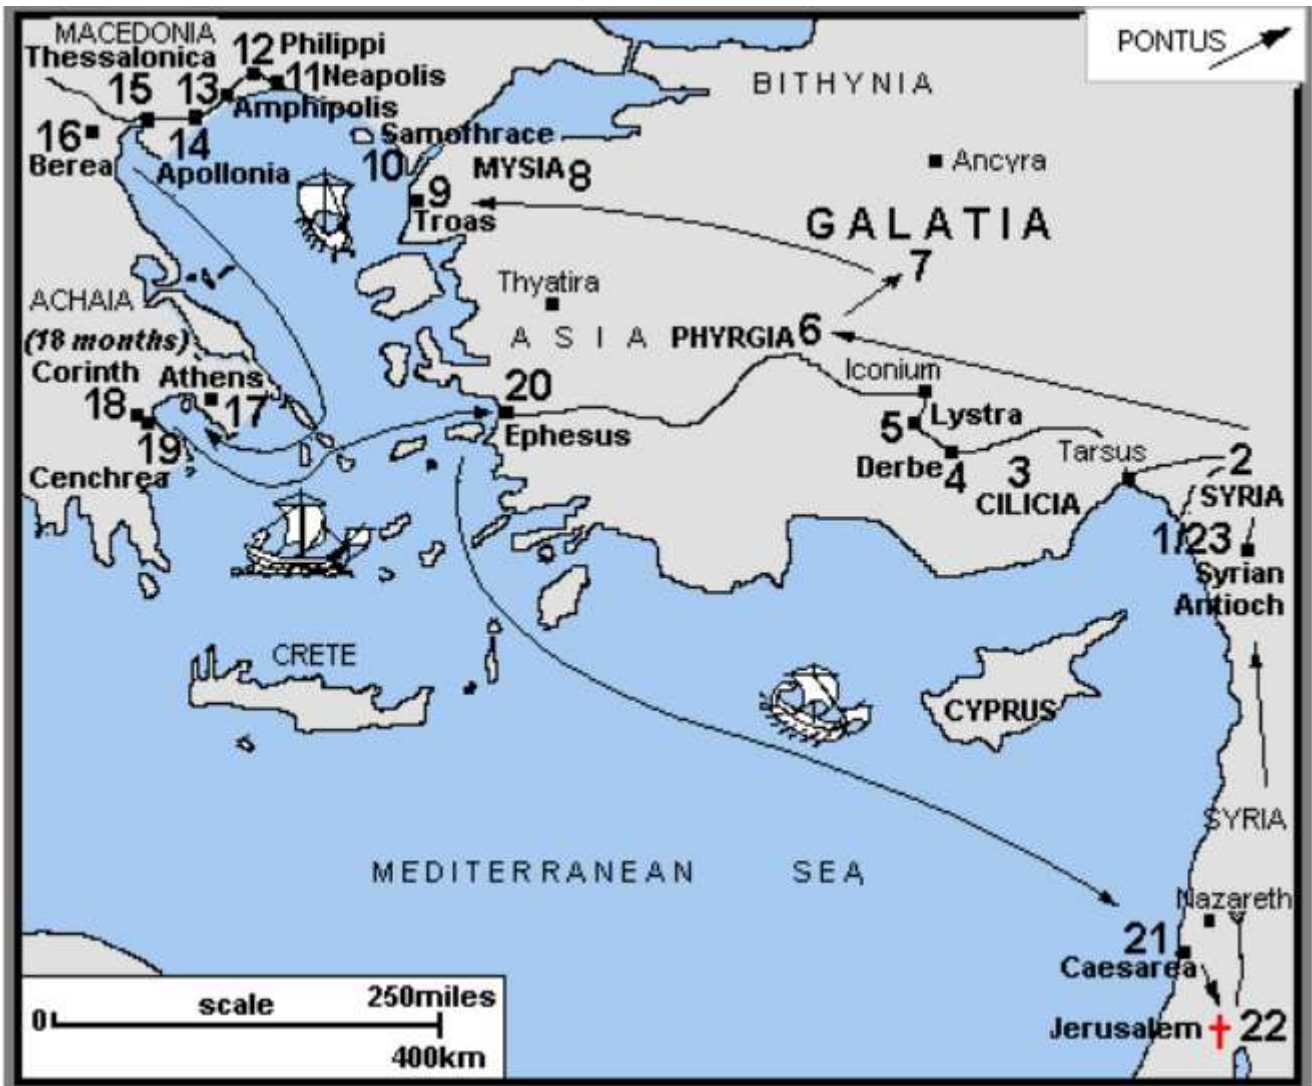 MACEDONIA
Thessalonica
12 Philippi
PONTUS
15 13 11 Neapolis
BITHYNIA
Amphipolis
16
14
Samothrace
Berea
Apollonia
10
MYSIA 8
Ancyra
9
Troas
GALATIA
7
Thyatira
ACHAIA
(18 months)
ASIA
PHYRGIA 6
Corinth Athens
Iconium
18
17
20
Lystra
19
Ephesus
5
Derbe 4
3
Tarsus
2
Cenchrea
CILICIA
SYRIA
1/23
Syrian
Antioch
CRETE
CYPRUS
SYRIA
MEDITERRANEAN SEA
Nazareth
21
Caesarea
scale 250miles
0
400km
Jerusalem 22